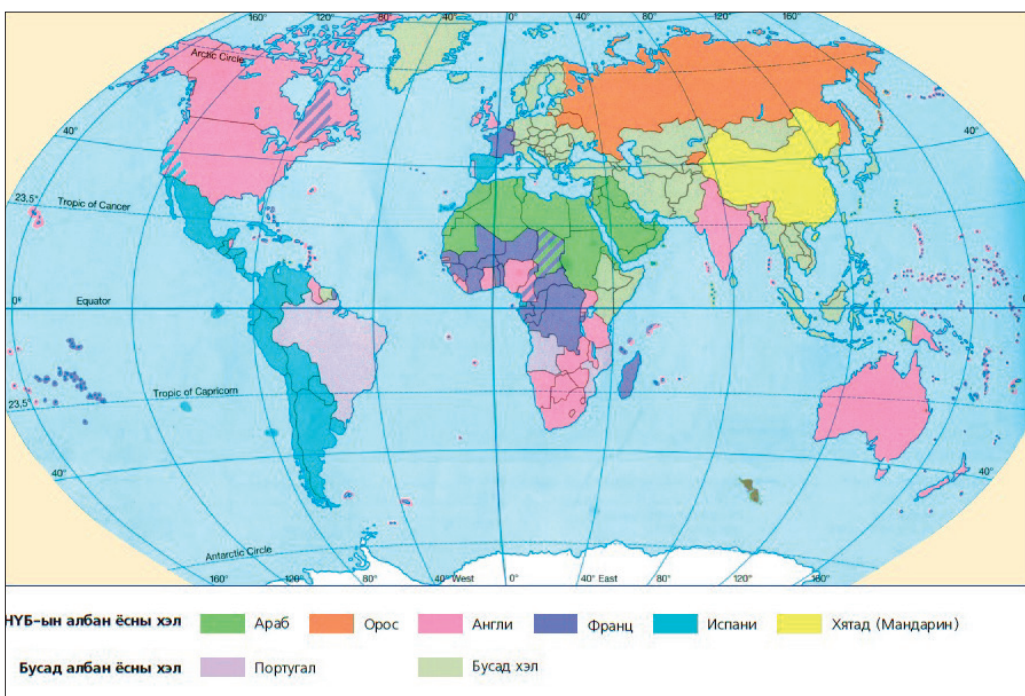 160° 120° 80° 40° 0° 40° 80° 120° 160°
Arctic Circle
40° 40°
23.5° Tropic of Cancer
0° Equator
Tropic of Capricorn
23.5°
40° 40°
Antarctic Circle
160° 120° 80° 40° West 0° 40° East 80° 120° 160°
НҮБ-ын албан ёсны хэл Араб Орос Англи Франц Испани Хятад (Мандарин)
Бусад албан ёсны хэл Португал Бусад хэл